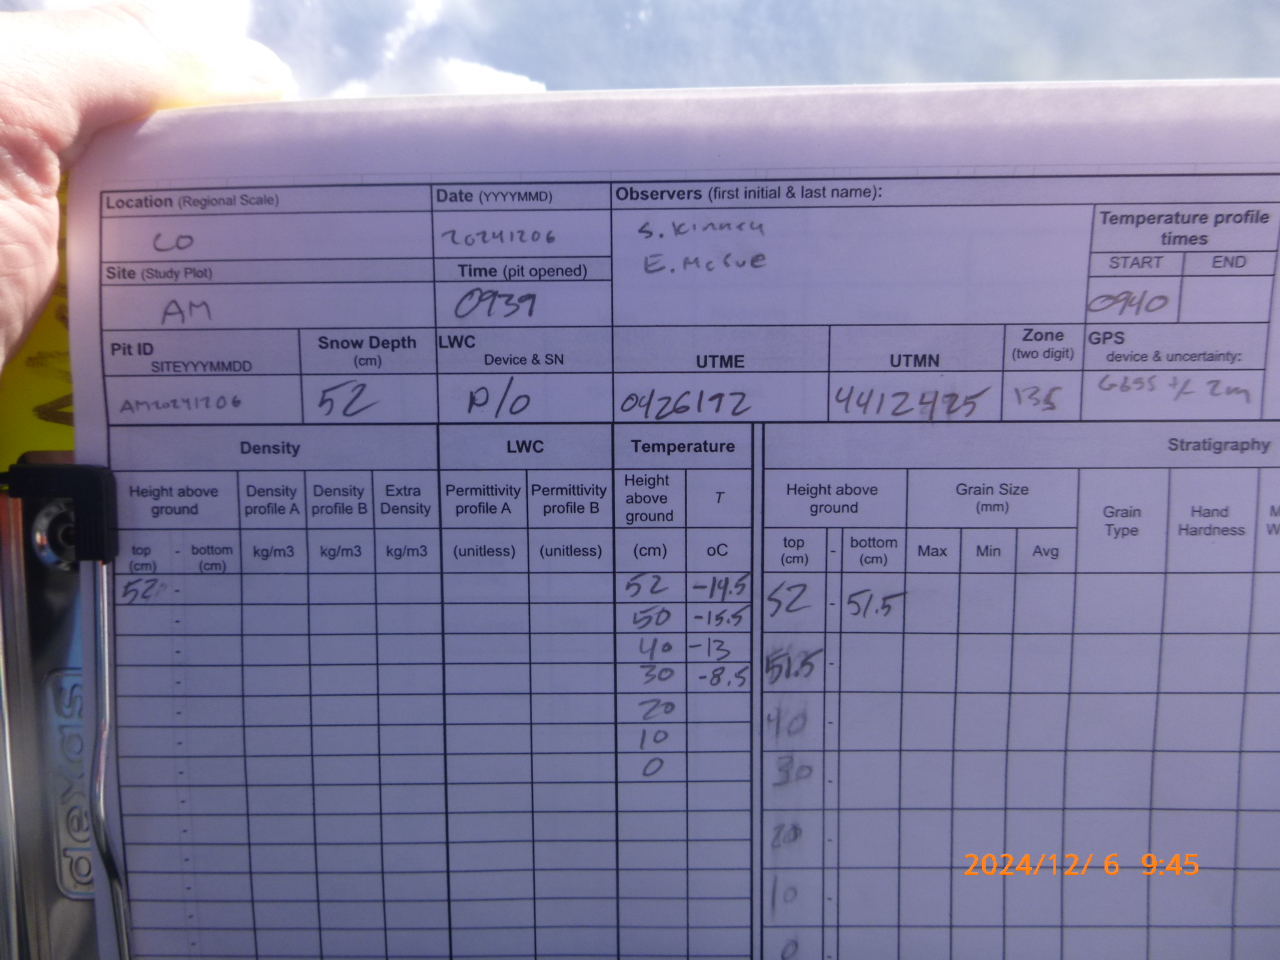 Location (Regional Scale) Date (YYYYMMD) Observers (first initial & last name):
CO 20241206 S. Kinney
E. McCue
Temperature profile times
START END
0940
Site (Study Plot) Time (pit opened)
AM 0939
Pit ID SITEYYYMMDD Snow Depth (cm) LWC Device & SN UTME UTMN Zone (two digit) GPS device & uncertainty:
AM20241206 52 P/O 0426172 4412425 13S G65S +/- 2m
Density LWC Temperature Stratigraphy
Height above ground Density profile A Density profile B Extra Density Permittivity profile A Permittivity profile B Height above ground T Height above ground Grain Size (mm) Grain Type Hand Hardness
top (cm) - bottom (cm) kg/m3 kg/m3 kg/m3 (unitless) (unitless) (cm) oC top (cm) - bottom (cm) Max Min Avg
52 - 52 -14.5 52 - 51.5
- 50 -15.5
- 40 -13 51.5 -
- 30 -8.5
- 20 40 -
- 10
- 0 30 -
20 -
10 -
0
2024/12/ 6 9:45
dexas